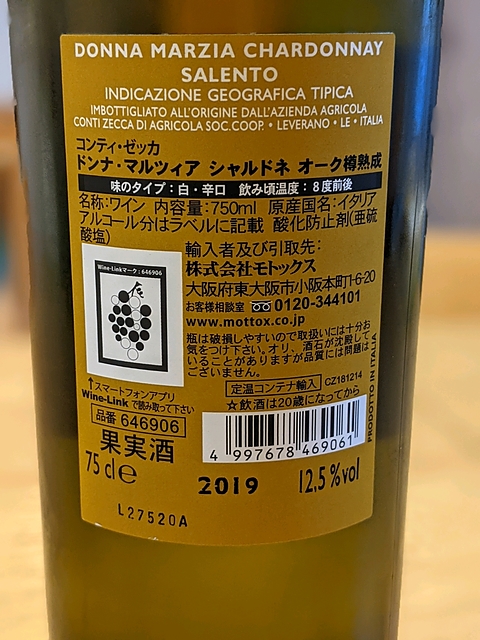 DONNA MARZIA CHARDONNAY
SALENTO
INDICAZIONE GEOGRAFICA TIPICA
IMBOTTIGLIATO ALL'ORIGINE DALL'AZIENDA AGRICOLA
CONTI ZECCA DI AGRICOLA SOC.COOP. • LEVERANO • LE • ITALIA
コンティ・ゼッカ
ドンナ・マルツィア シャルドネ オーク樽熟成
味のタイプ：白・辛口 飲み頃温度：8度前後
名称：ワイン 内容量：750ml 原産国名：イタリア
アルコール分はラベルに記載 酸化防止剤(亜硫
酸塩)
Wine-Linkマーク：646906
輸入者及び引取先：
株式会社モトックス
大阪府東大阪市小阪本町1-6-20
お客様相談室 0120-344101
www.mottox.co.jp
瓶は破損しやすいので取扱いには十分お
気をつけ下さい。オリ、酒石が沈殿して
いることがありますが品質には問題は
ございません。
定温コンテナ輸入 CZ181214
☆飲酒は20歳になってから
PRODOTTO IN ITALIA
↑スマートフォンアプリ
Wine-Linkで読み取って下さい
品番 646906
果実酒
75 cl ℮
4 997678 469061
2019
12,5 %vol
L27520A